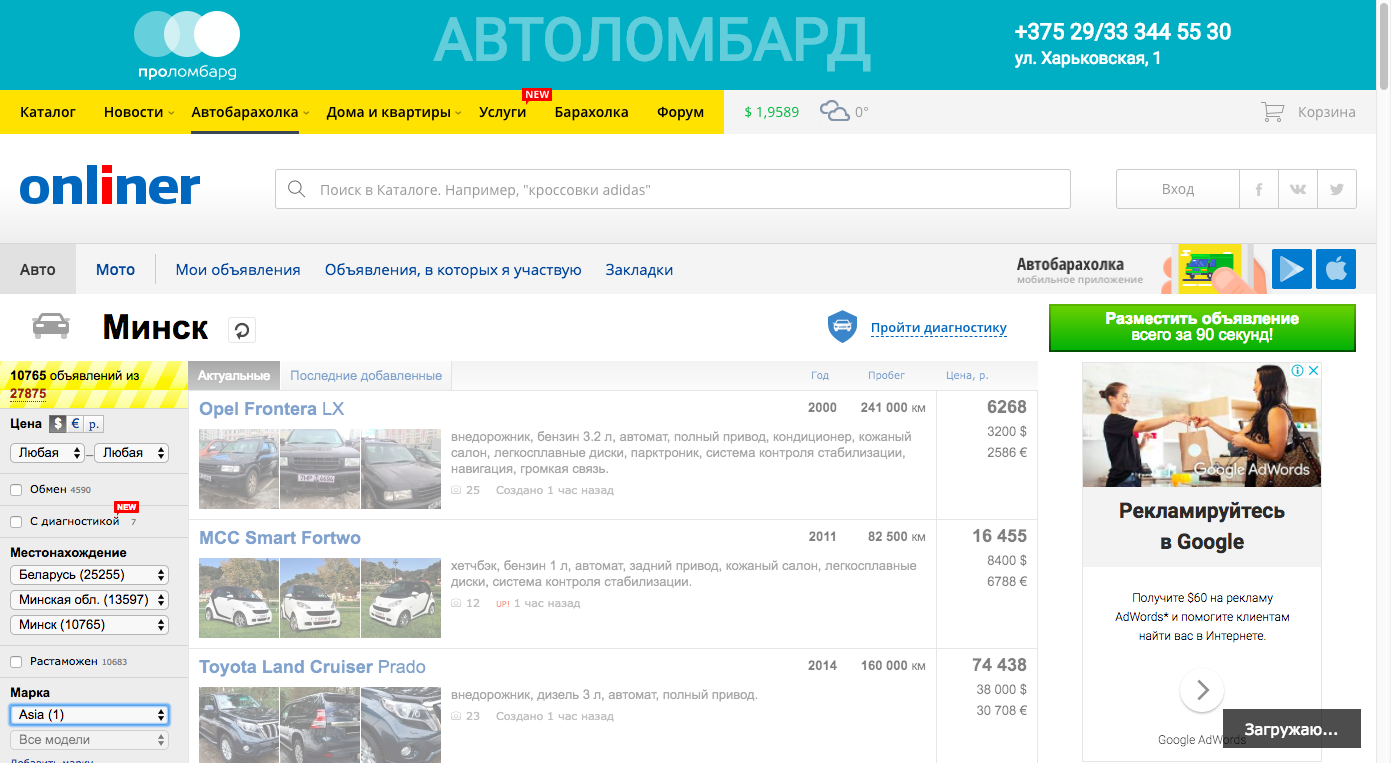 проломбард
АВТОЛОМБАРД
+375 29/33 344 55 30
ул. Харьковская, 1
Каталог
Новости
Автобарахолка
Дома и квартиры
Услуги
NEW
Барахолка
Форум
$ 1,9589
0°
Корзина
onliner
Поиск в Каталоге. Например, "кроссовки adidas"
Вход
Авто
Мото
Мои объявления
Объявления, в которых я участвую
Закладки
Автобарахолка
мобильное приложение
Минск
Пройти диагностику
Разместить объявление
всего за 90 секунд!
10765 объявлений из
27875
Цена $ € р.
Любая – Любая
Обмен 4590
NEW
С диагностикой 7
Местонахождение
Беларусь (25255)
Минская обл. (13597)
Минск (10765)
Растаможен 10683
Марка
Asia (1)
Все модели
Добавить марку
Актуальные
Последние добавленные
Год
Пробег
Цена, р.
Opel Frontera LX
2000
241 000 км
6268
3200 $
2586 €
внедорожник, бензин 3.2 л, автомат, полный привод, кондиционер, кожаный
салон, легкосплавные диски, парктроник, система контроля стабилизации,
навигация, громкая связь.
25 Создано 1 час назад
MCC Smart Fortwo
2011
82 500 км
16 455
8400 $
6788 €
хетчбэк, бензин 1 л, автомат, задний привод, кожаный салон, легкосплавные
диски, система контроля стабилизации.
12 UP! 1 час назад
Toyota Land Cruiser Prado
2014
160 000 км
74 438
38 000 $
30 708 €
внедорожник, дизель 3 л, автомат, полный привод.
23 Создано 1 час назад
Google AdWords
Рекламируйтесь
в Google
Получите $60 на рекламу
AdWords* и помогите клиентам
найти вас в Интернете.
Google AdWords
Загружаю...